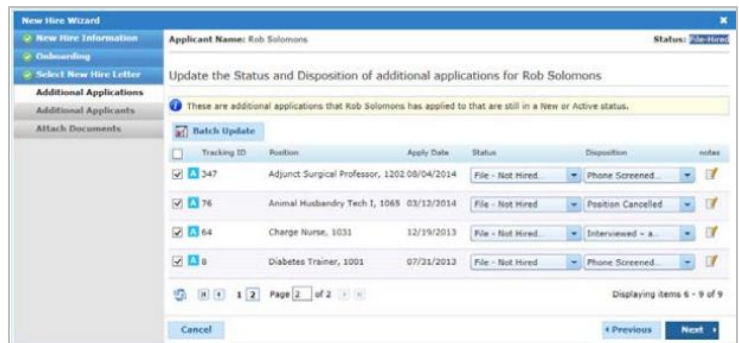 New Hire Wizard
New Hire Information
Applicant Name: Rob Solomons Status: File-Hired
Onboarding
Select New Hire Letter
Update the Status and Disposition of additional applications for Rob Solomons
Additional Applications
Additional Applicants
These are additional applications that Rob Solomons has applied to that are still in a New or Active status.
Attach Documents
Batch Update
Tracking ID Position Apply Date Status Disposition notes
A 347 Adjunct Surgical Professor, 1202 08/04/2014 File - Not Hired... Phone Screened...
A 76 Animal Husbandry Tech I, 1065 03/12/2014 File - Not Hired Position Cancelled
A 64 Charge Nurse, 1031 12/19/2013 File - Not Hired... Interviewed - a...
A 8 Diabetes Trainer, 1001 07/31/2013 File - Not Hired Phone Screened...
1 2 Page 2 of 2 Displaying items 6 - 9 of 9
Cancel Previous Next